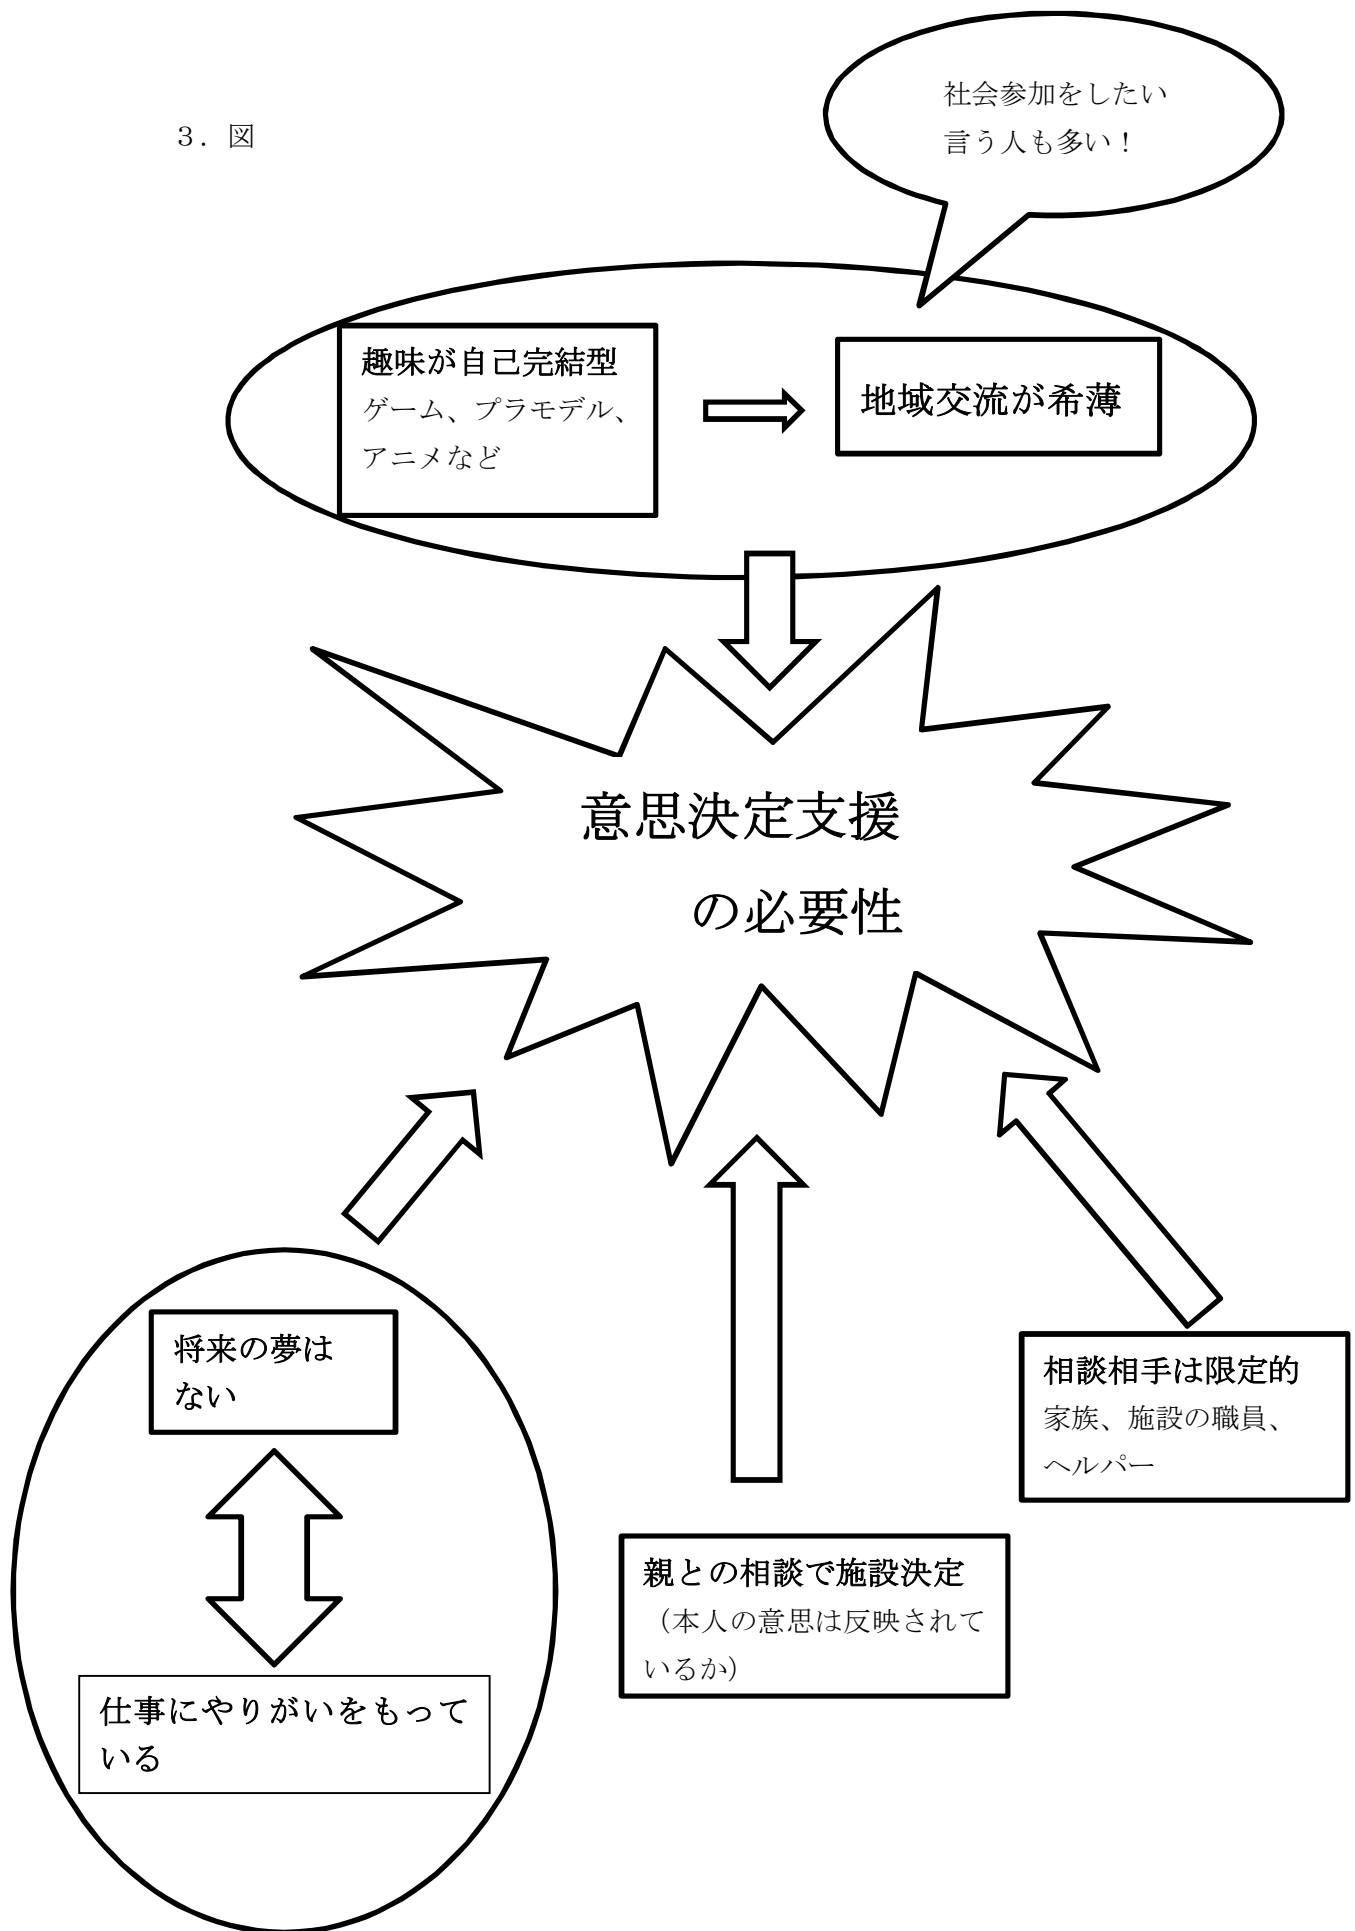 3．図
社会参加をしたい
言う人も多い！
趣味が自己完結型
ゲーム、プラモデル、
アニメなど
地域交流が希薄
意思決定支援
の必要性
将来の夢は
ない
仕事にやりがいをもって
いる
親との相談で施設決定
（本人の意思は反映されて
いるか）
相談相手は限定的
家族、施設の職員、
ヘルパー